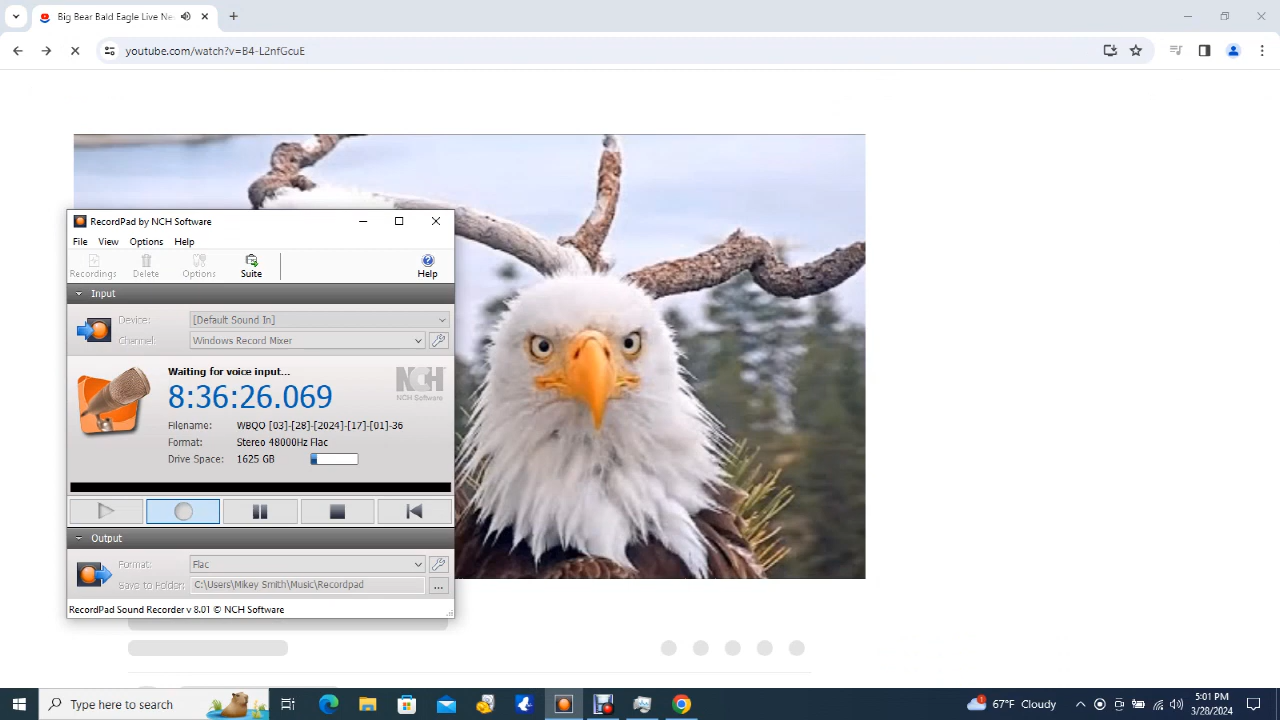 Big Bear Bald Eagle Live Ne
youtube.com/watch?v=B4-L2nfGcuE
RecordPad by NCH Software
File View Options Help
Recordings Delete Options Suite Help
Input
Device: [Default Sound In]
Channel: Windows Record Mixer
Waiting for voice input...
8:36:26.069
NCH
NCH Software
Filename: WBQQ [03]-[28]-[2024]-[17]-[01]-36
Format: Stereo 48000Hz Flac
Drive Space: 1625 GB
Output
Format: Flac
Save to Folder: C:\Users\Mikey Smith\Music\Recordpad
...
RecordPad Sound Recorder v 8.01 © NCH Software
Type here to search
1
67°F Cloudy
5:01 PM
3/28/2024